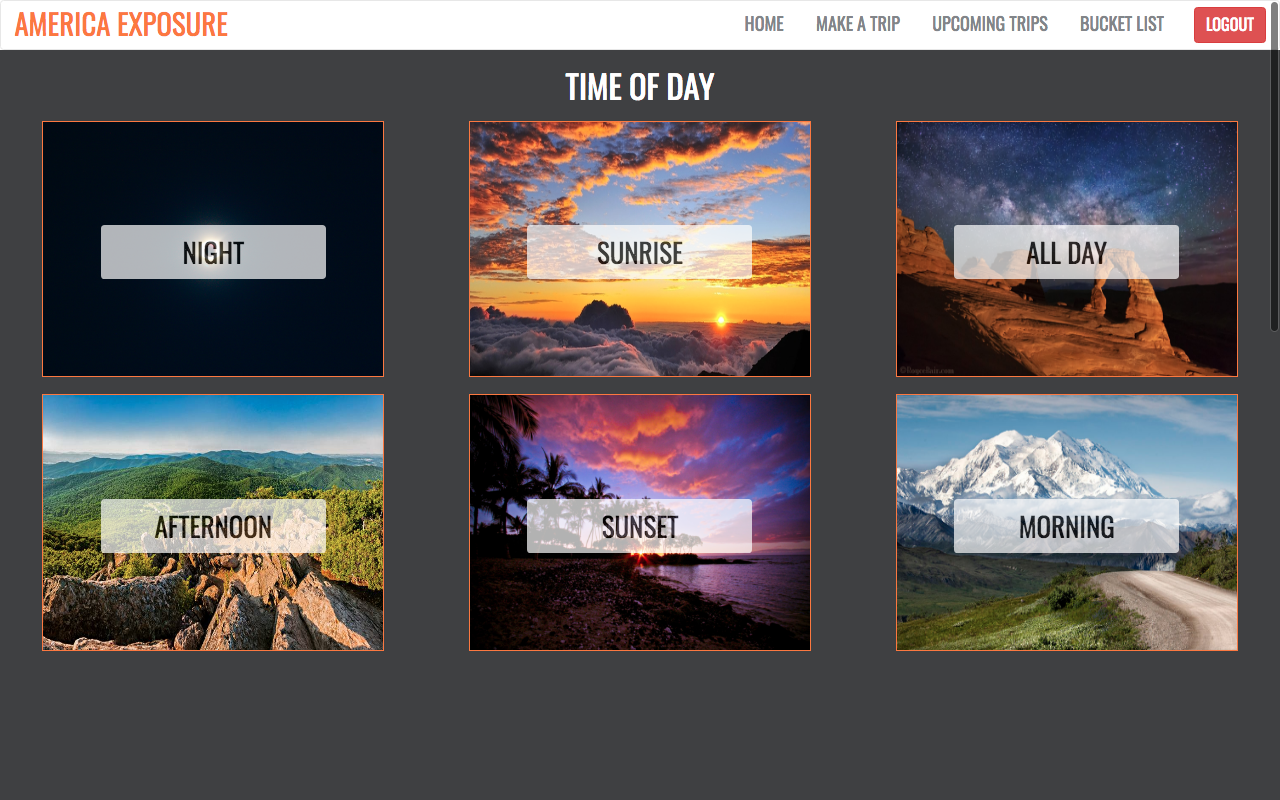 AMERICA EXPOSURE
HOME MAKE A TRIP UPCOMING TRIPS BUCKET LIST LOGOUT
TIME OF DAY
NIGHT
SUNRISE
ALL DAY
AFTERNOON
SUNSET
MORNING